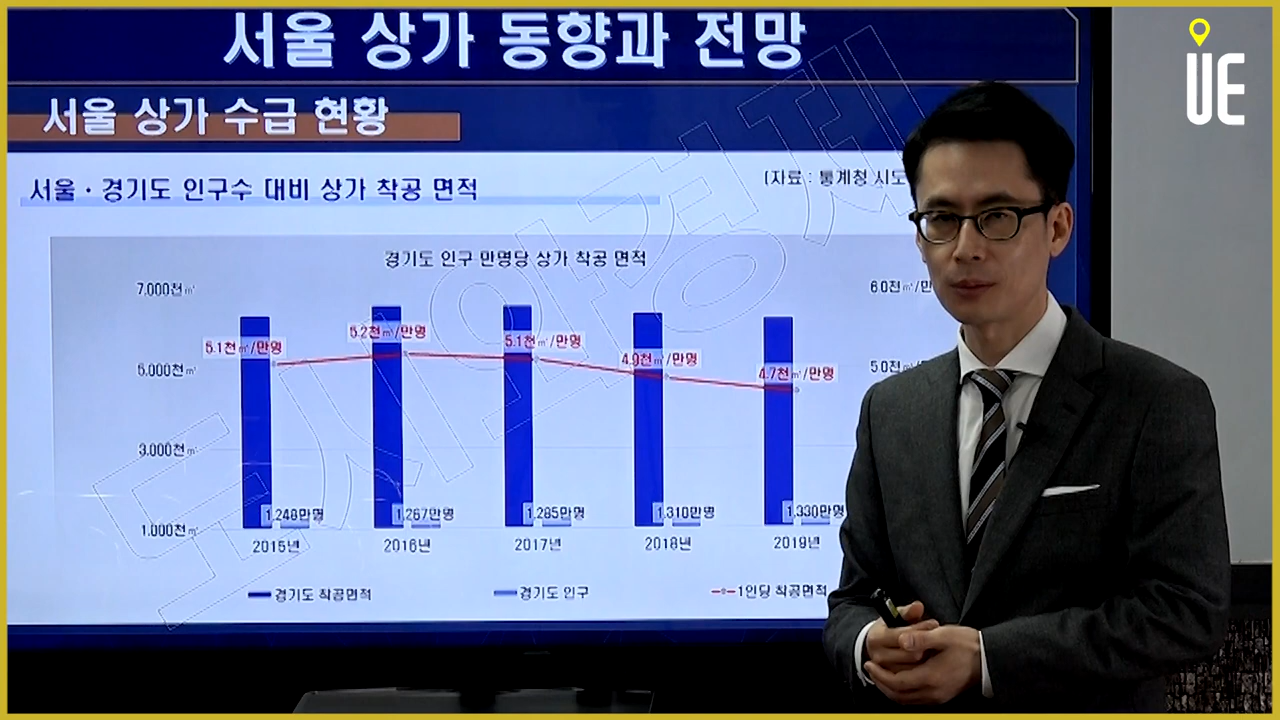 서울 상가 동향과 전망
UE
서울 상가 수급 현황
서울·경기도 인구수 대비 상가 착공 면적
(자료 : 통계청 시도
경기도 인구 만명당 상가 착공 면적
7,000천㎡
6.0천㎡/만
5.1천㎡/만명
5.2천㎡/만명
5.1천㎡/만명
4.9천㎡/만명
4.7천㎡/만명
5,000천㎡
5.0천㎡/만
3,000천㎡
1,000천㎡
1,248만명
1,267만명
1,285만명
1,310만명
1,330만명
2015년
2016년
2017년
2018년
2019년
경기도 착공면적
경기도 인구
1인당 착공면적
도시와경제